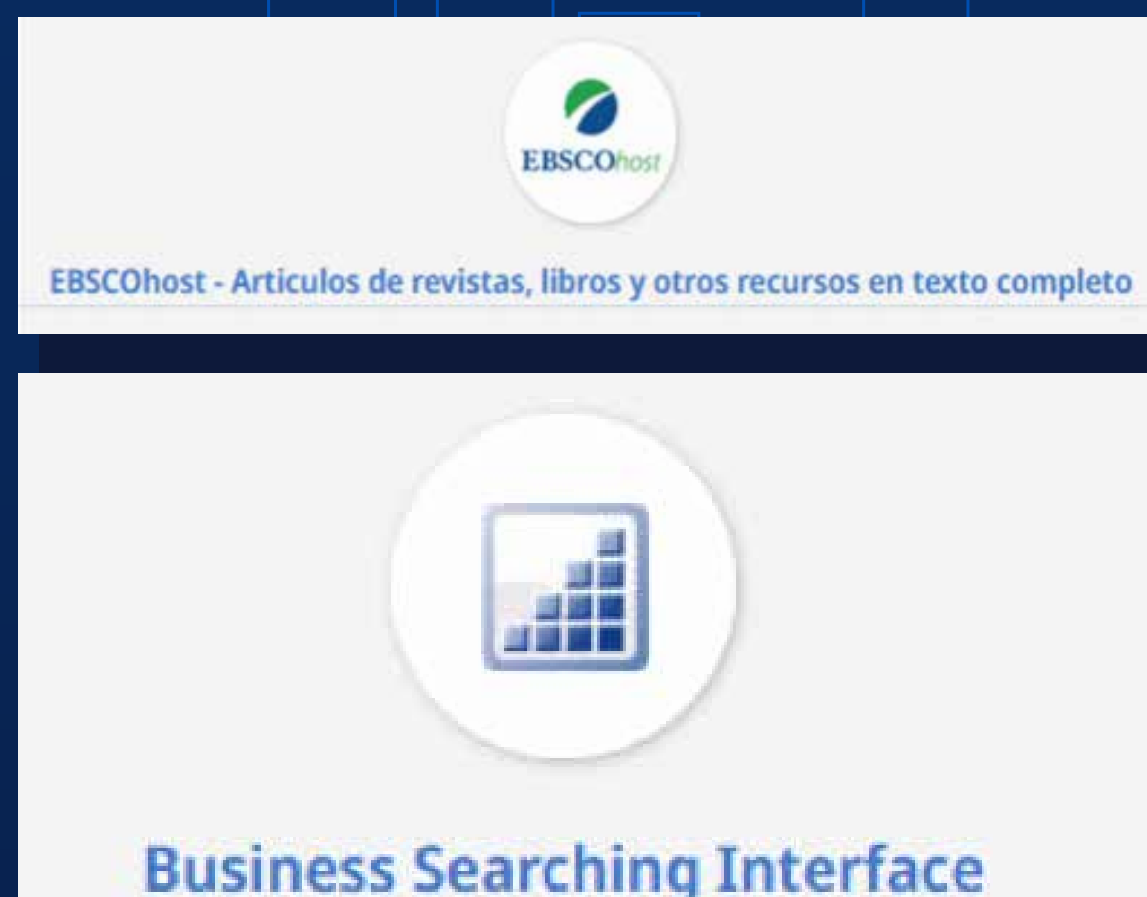 EBSCOhost
EBSCOhost - Articulos de revistas, libros y otros recursos en texto completo
Business Searching Interface